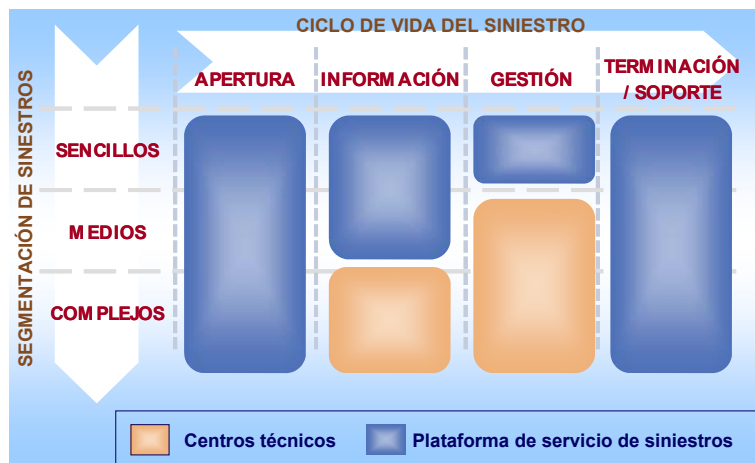 CICLO DE VIDA DEL SINIESTRO
APERTURA
INFORMACIÓN
GESTIÓN
TERMINACIÓN
/ SOPORTE
SEGMENTACIÓN DE SINESTROS
SENCILLOS
MEDIOS
COMPLEJOS
Centros técnicos
Plataforma de servicio de siniestros